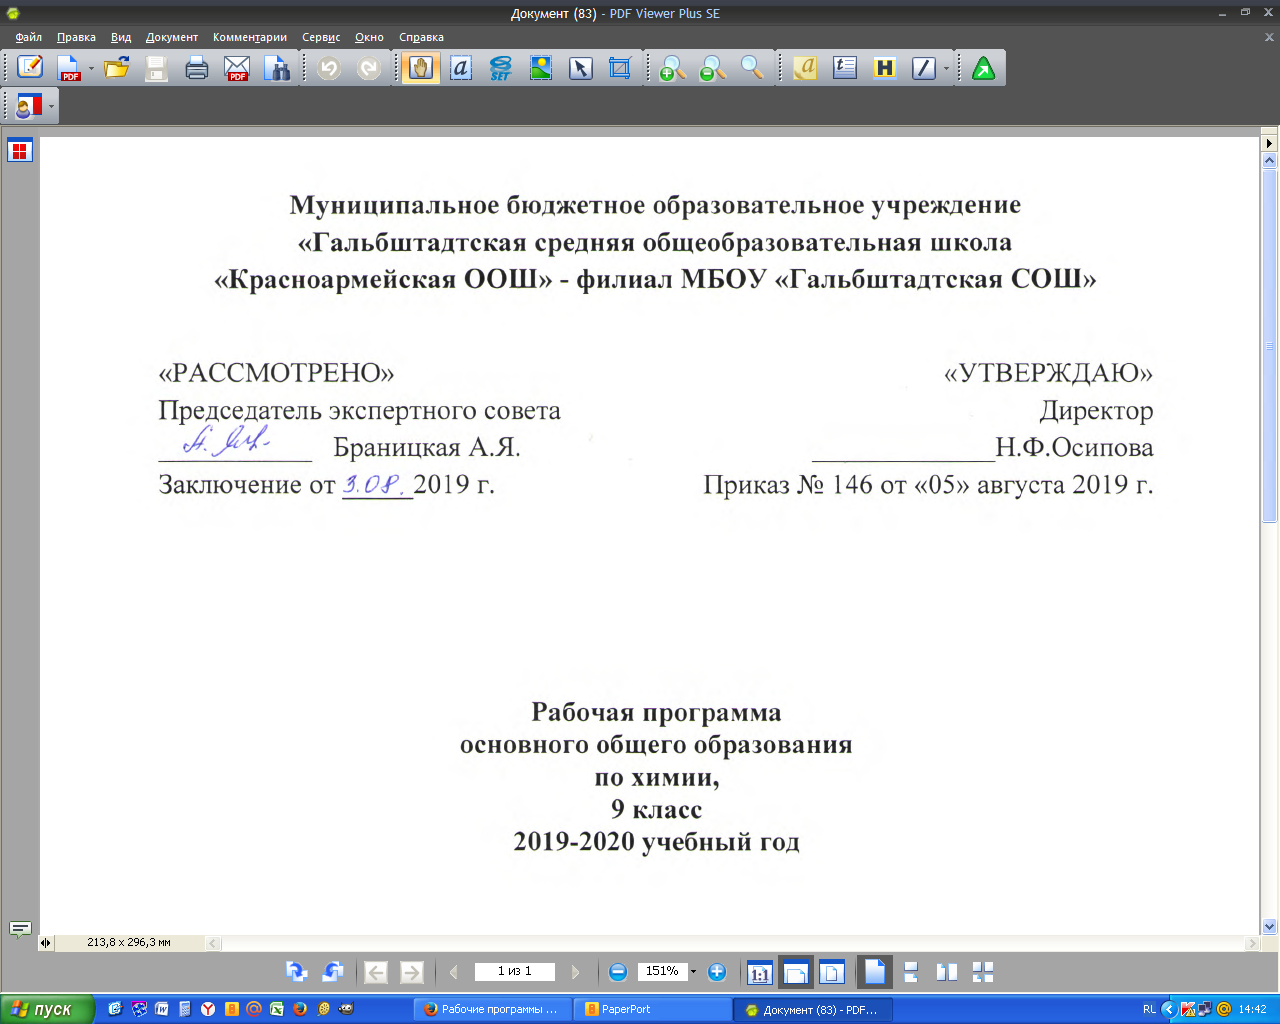 Документ (83) - PDF Viewer Plus SE
Файл Правка Вид Документ Комментарии Сервис Окно Справка
Муниципальное бюджетное образовательное учреждение
«Гальбштадтская средняя общеобразовательная школа
«Красноармейская ООШ» - филиал МБОУ «Гальбштадтская СОШ»
«РАССМОТРЕНО» «УТВЕРЖДАЮ»
Председатель экспертного совета Директор
Браницкая А.Я. Н.Ф.Осипова
Заключение от 3.08.2019 г. Приказ № 146 от «05» августа 2019 г.
Рабочая программа
основного общего образования
по химии,
9 класс
2019-2020 учебный год
213,8 x 296,3 мм
1 из 1 151% 1:1
пуск Рабочие программы ... PaperPort Документ (83) - PDF... RL 14:42